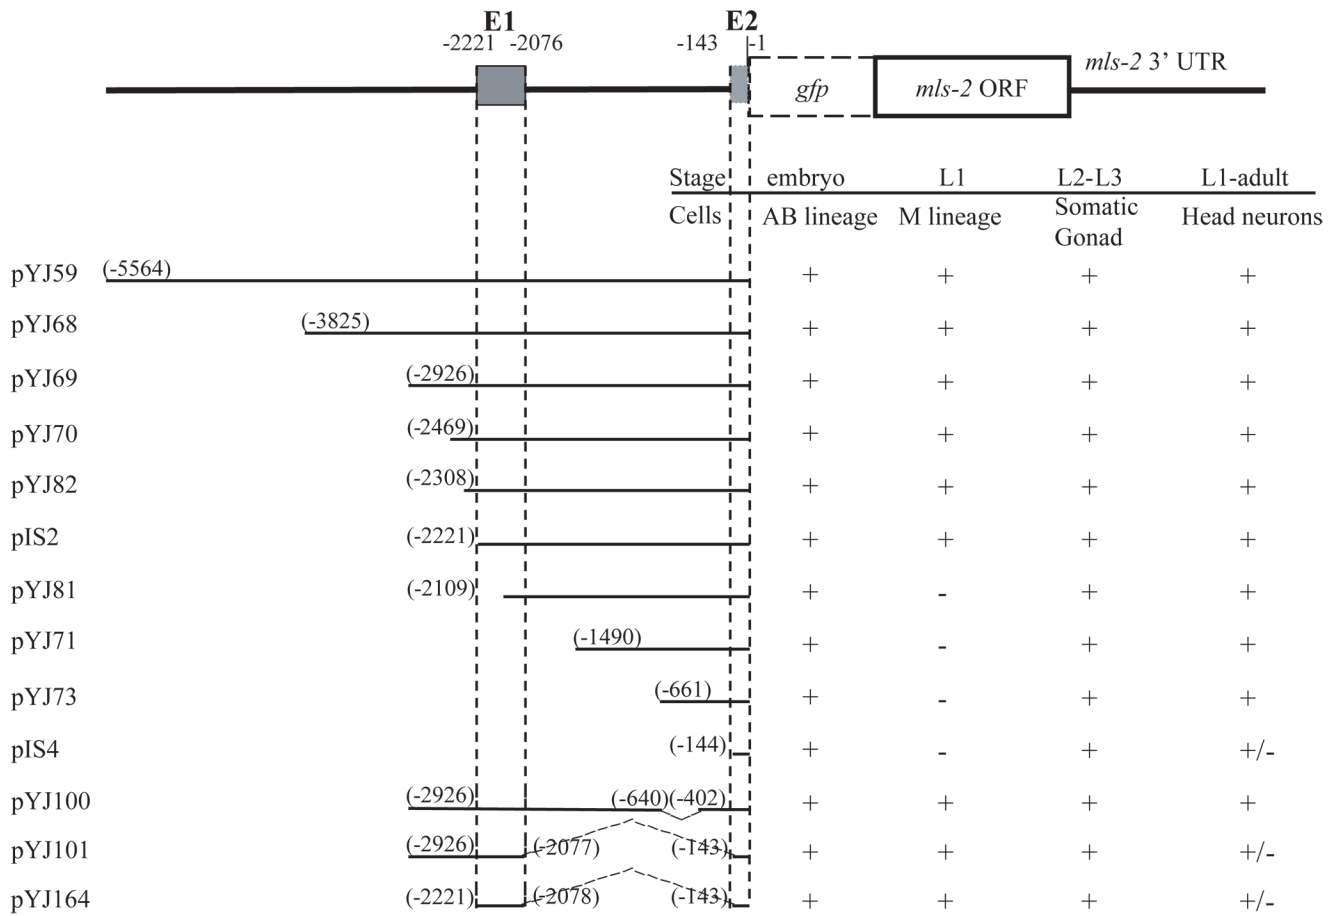 E1 E2
-2221 -2076 -143 -1
gfp mls-2 ORF mls-2 3' UTR
Stage embryo L1 L2-L3 L1-adult
Cells AB lineage M lineage Somatic Gonad Head neurons
pYJ59 (-5564) + + + +
pYJ68 (-3825) + + + +
pYJ69 (-2926) + + + +
pYJ70 (-2469) + + + +
pYJ82 (-2308) + + + +
pIS2 (-2221) + + + +
pYJ81 (-2109) + - + +
pYJ71 (-1490) + - + +
pYJ73 (-661) + - + +
pIS4 (-144) + - + +/-
pYJ100 (-2926) (-640) (-402) + + + +
pYJ101 (-2926) (-2077) (-143) + + + +/-
pYJ164 (-2221) (-2078) (-143) + + + +/-